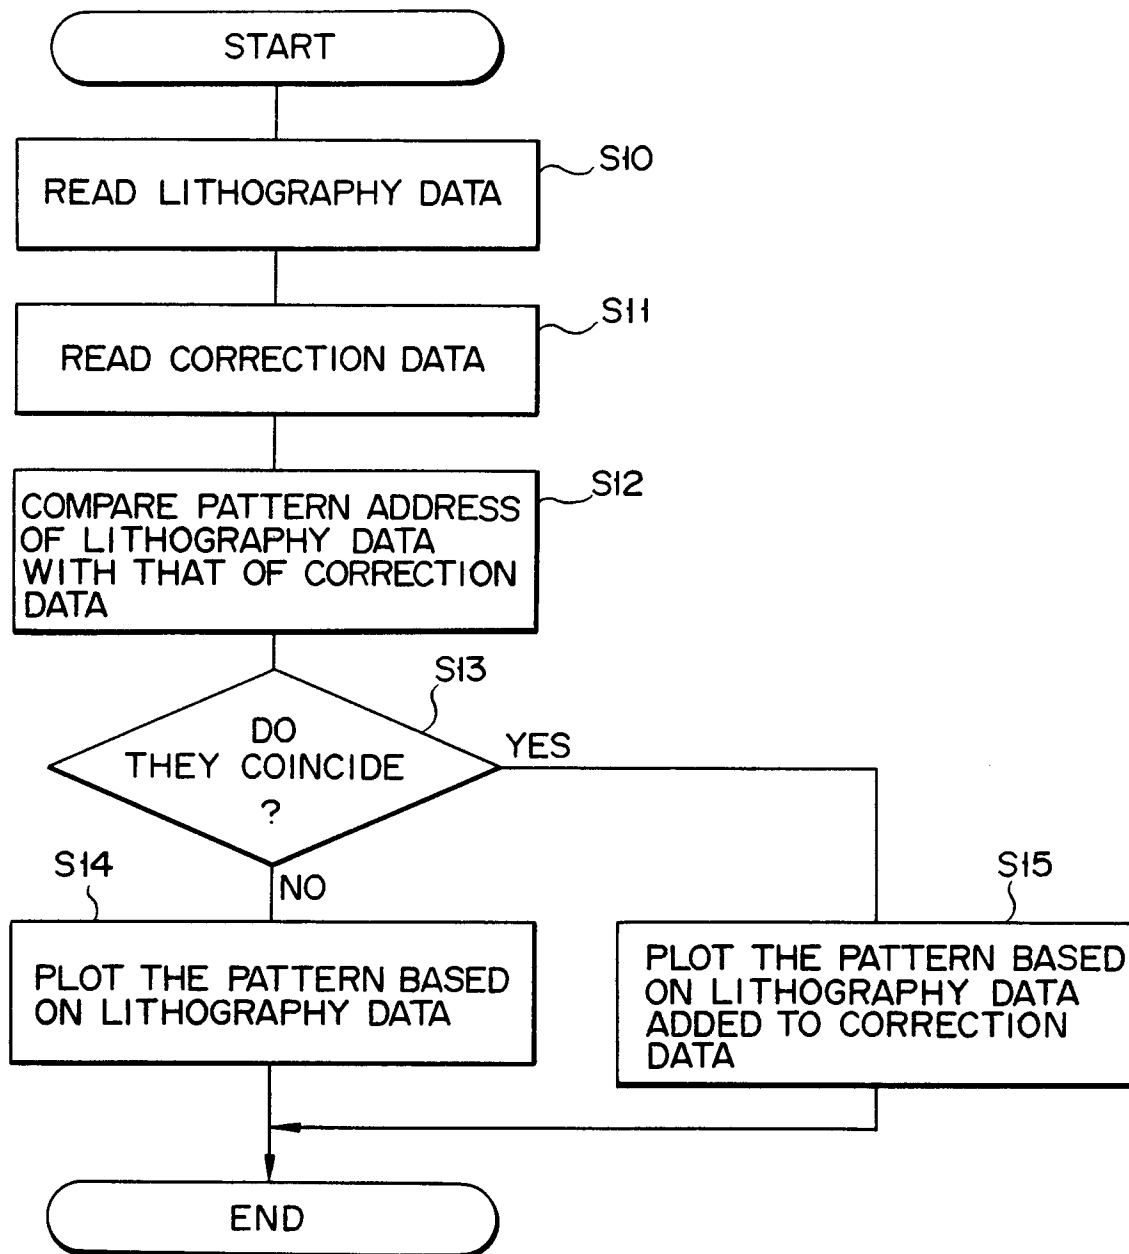 START
S10
READ LITHOGRAPHY DATA
S11
READ CORRECTION DATA
S12
COMPARE PATTERN ADDRESS
OF LITHOGRAPHY DATA
WITH THAT OF CORRECTION
DATA
S13
DO
THEY COINCIDE
?
YES
NO
S14
PLOT THE PATTERN BASED
ON LITHOGRAPHY DATA
S15
PLOT THE PATTERN BASED
ON LITHOGRAPHY DATA
ADDED TO CORRECTION
DATA
END